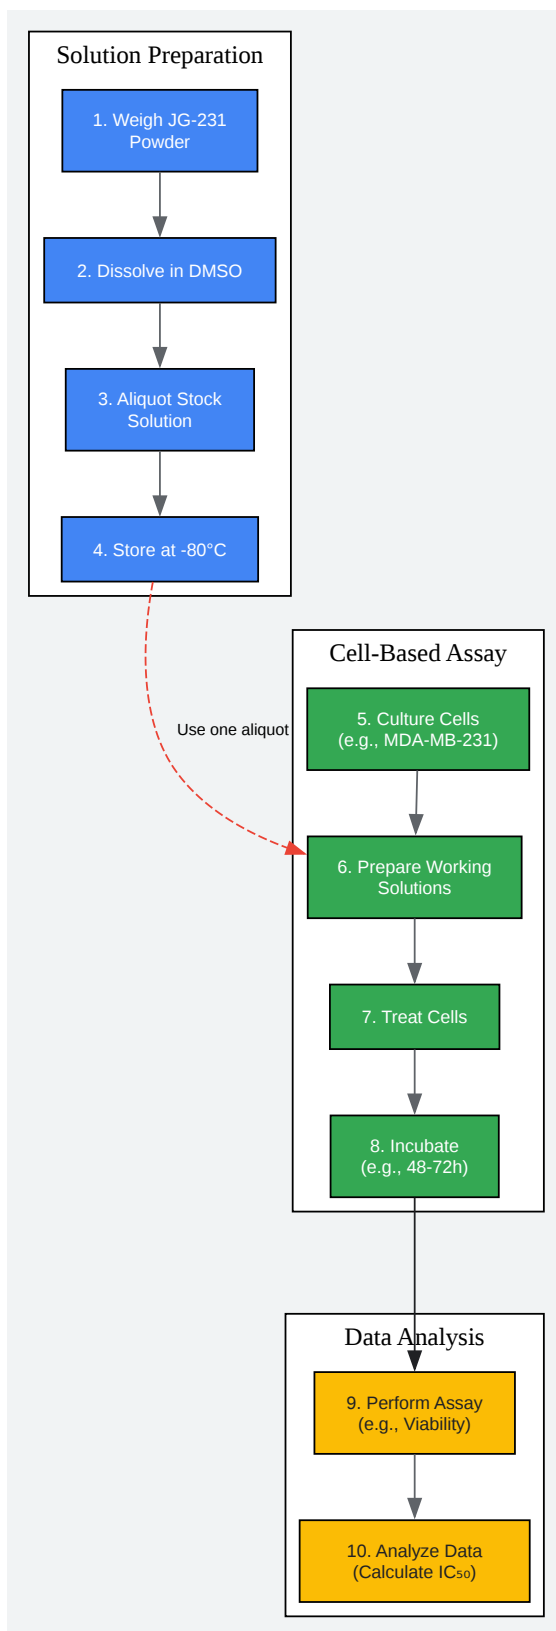 Solution Preparation
1. Weigh JG-231
Powder
2. Dissolve in DMSO
3. Aliquot Stock
Solution
4. Store at -80°C
Use one aliquot
Cell-Based Assay
5. Culture Cells
(e.g., MDA-MB-231)
6. Prepare Working
Solutions
7. Treat Cells
8. Incubate
(e.g., 48-72h)
Data Analysis
9. Perform Assay
(e.g., Viability)
10. Analyze Data
(Calculate IC₅₀)